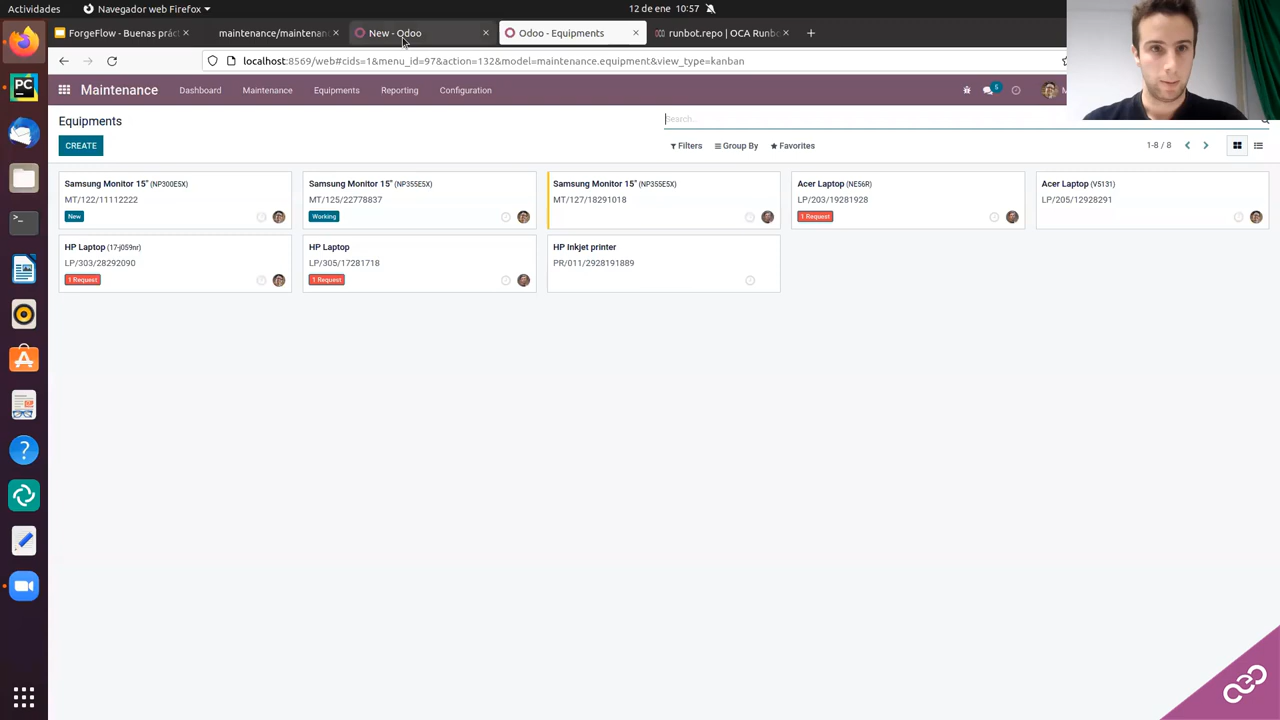 Actividades
Navegador web Firefox
12 de ene 10:57
ForgeFlow - Buenas práct
maintenance/maintenan
New - Odoo
Odoo - Equipments
runbot.repo | OCA Runb
localhost:8569/web#cids=1&menu_id=97&action=132&model=maintenance.equipment&view_type=kanban
Maintenance
Dashboard
Maintenance
Equipments
Reporting
Configuration
5
Equipments
Search...
CREATE
Filters
Group By
Favorites
1-8 / 8
Samsung Monitor 15" (NP300E5X)
MT/122/11112222
New
Samsung Monitor 15" (NP355E5X)
MT/125/22778837
Working
Samsung Monitor 15" (NP355E5X)
MT/127/18291018
Acer Laptop (NE56R)
LP/203/19281928
1 Request
Acer Laptop (V5131)
LP/205/12928291
HP Laptop (17-j059nr)
LP/303/28292090
1 Request
HP Laptop
LP/305/17281718
1 Request
HP Inkjet printer
PR/011/2928191889